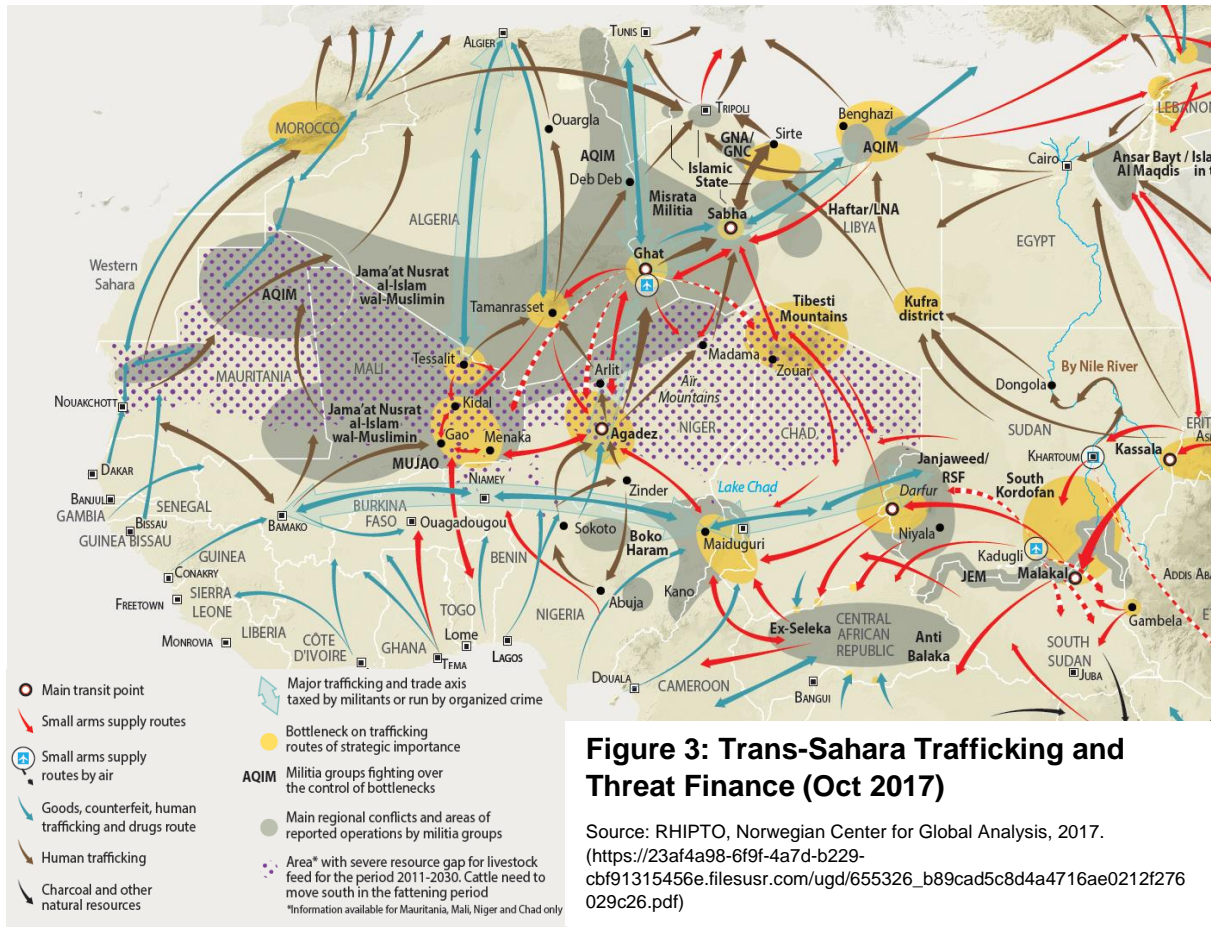 ALGIER
TUNIS
TRIPOLI
Ouargla
Benghazi
LEBANON
MOROCCO
GNA/
GNC
Sirte
AQIM
AQIM
Cairo
Ansar Bayt /
Al Maqdis
Deb Deb
Islamic
State
Misrata
Militia
Sabha
Haftar/LNA
LIBYA
ALGERIA
EGYPT
Western
Sahara
Ghat
AQIM
Jama'at Nusrat
al-Islam
wal-Muslimin
Tamanrasset
Tibesti
Mountains
Kufra
district
Tessalit
Madama
Zouar
By Nile River
MAURITANIA
MALI
Arlit
Aïr
Mountains
Dongola
NOUAKCHOTT
Kidal
Jama'at Nusrat
al-Islam
wal-Muslimin
Gao
Menaka
Agadez
NIGER
CHAD
SUDAN
MUJAO
KHARTOUM
Kassala
DAKAR
Janjaweed/
RSF
South
Kordofan
BANJUL
GAMBIA
SENEGAL
NIAMEY
Zinder
Lake Chad
Darfur
BISSAU
GUINEA BISSAU
BAMAKO
BURKINA
FASO
Ouagadougou
Sokoto
Boko
Haram
Maiduguri
Niyala
GUINEA
BENIN
Kadugli
CONAKRY
JEM
Malakal
ADDIS ABA
SIERRA
LEONE
FREETOWN
TOGO
NIGERIA
Abuja
Kano
Gambela
LIBERIA
CÔTE
D'IVOIRE
GHANA
Lome
Ex-Seleka
CENTRAL
AFRICAN
REPUBLIC
Anti
Balaka
SOUTH
SUDAN
MONROVIA
TEMA
LAGOS
DOUALA
CAMEROON
BANGUI
JUBA
Main transit point
Small arms supply routes
Small arms supply
routes by air
Goods, counterfeit, human
trafficking and drugs route
Human trafficking
Charcoal and other
natural resources
Major trafficking and trade axis
taxed by militants or run by organized crime
Bottleneck on trafficking
routes of strategic importance
AQIM Militia groups fighting over
the control of bottlenecks
Main regional conflicts and areas of
reported operations by militia groups
Area* with severe resource gap for livestock
feed for the period 2011-2030. Cattle need to
move south in the fattening period
*Information available for Mauritania, Mali, Niger and Chad only
Figure 3: Trans-Sahara Trafficking and
Threat Finance (Oct 2017)
Source: RHIPTO, Norwegian Center for Global Analysis, 2017.
(https://23af4a98-6f9f-4a7d-b229-
cbf91315456e.filesusr.com/ugd/655326_b89cad5c8d4a4716ae0212f276
029c26.pdf)